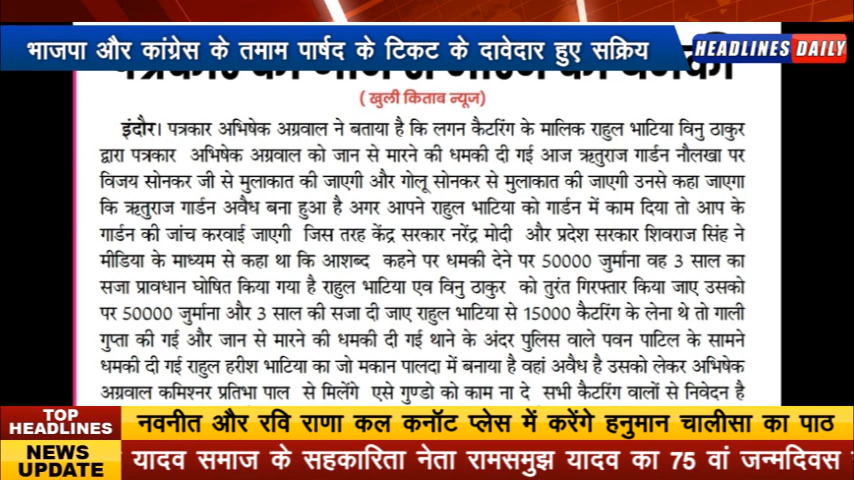 भाजपा और कांग्रेस के तमाम पार्षद के टिकट के दावेदार हुए सक्रिय
HEADLINES DAILY
(खुली किताब न्यूज)
इंदौर। पत्रकार अभिषेक अग्रवाल ने बताया है कि लगन कैटरिंग के मालिक राहुल भाटिया विनु ठाकुर
द्वारा पत्रकार अभिषेक अग्रवाल को जान से मारने की धमकी दी गई आज ऋतुराज गार्डन नौलखा पर
विजय सोनकर जी से मुलाकात की जाएगी और गोलू सोनकर से मुलाकात की जाएगी उनसे कहा जाएगा
कि ऋतुराज गार्डन अवैध बना हुआ है अगर आपने राहुल भाटिया को गार्डन में काम दिया तो आप के
गार्डन की जांच करवाई जाएगी जिस तरह केंद्र सरकार नरेंद्र मोदी और प्रदेश सरकार शिवराज सिंह ने
मीडिया के माध्यम से कहा था कि आशब्द कहने पर धमकी देने पर 50000 जुर्माना वह 3 साल का
सजा प्रावधान घोषित किया गया है राहुल भाटिया एव विनु ठाकुर को तुरंत गिरफ्तार किया जाए उसको
पर 50000 जुर्माना और 3 साल की सजा दी जाए राहुल भाटिया से 15000 कैटरिंग के लेना थे तो गाली
गुप्ता की गई और जान से मारने की धमकी दी गई थाने के अंदर पुलिस वाले पवन पाटिल के सामने
धमकी दी गई राहुल हरीश भाटिया का जो मकान पालदा में बनाया है वहां अवैध है उसको लेकर अभिषेक
अग्रवाल कमिश्नर प्रतिभा पाल से मिलेंगे एसे गुण्डो को काम ना दे सभी कैटरिंग वालों से निवेदन है
TOP HEADLINES
नवनीत और रवि राणा कल कनॉट प्लेस में करेंगे हनुमान चालीसा का पाठ
NEWS UPDATE
यादव समाज के सहकारिता नेता रामसमुझ यादव का 75 वां जन्मदिवस